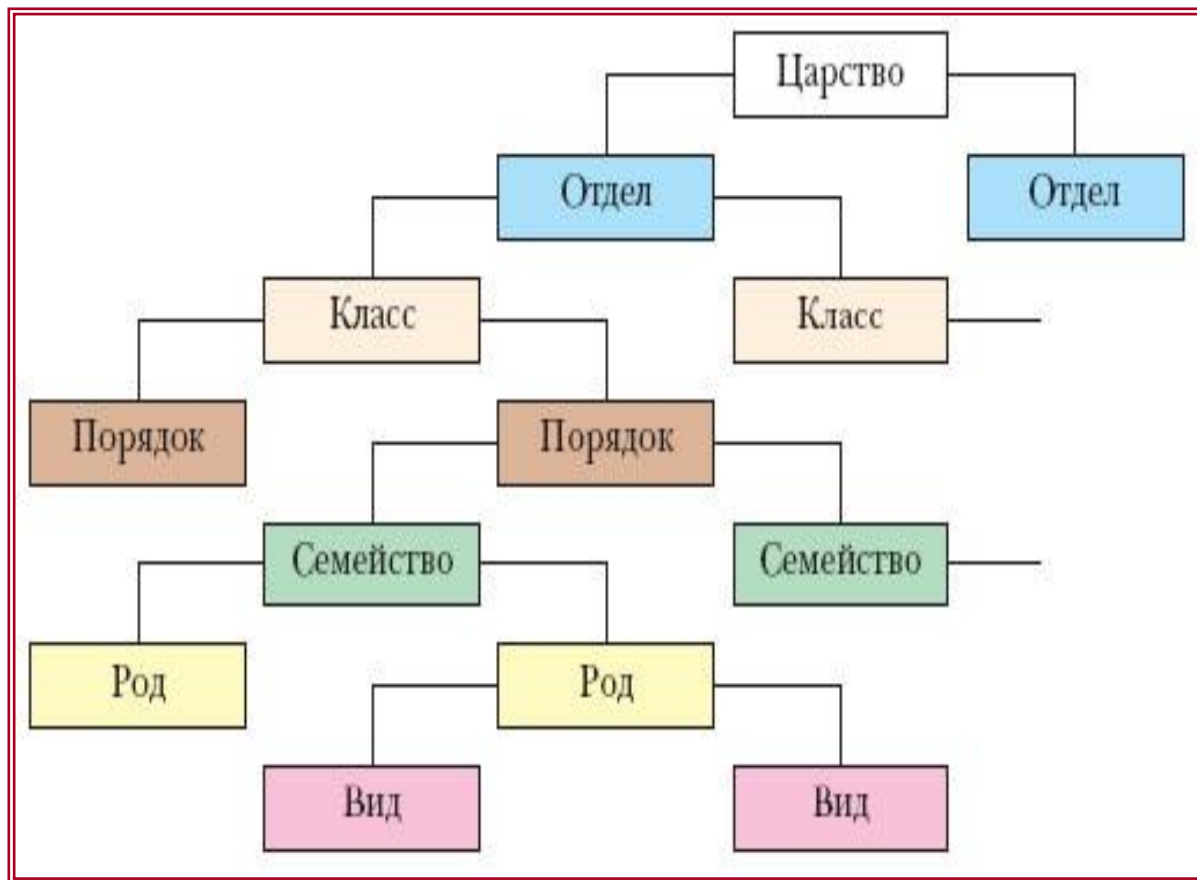 Царство
Отдел
Отдел
Класс
Класс
Порядок
Порядок
Семейство
Семейство
Род
Род
Вид
Вид